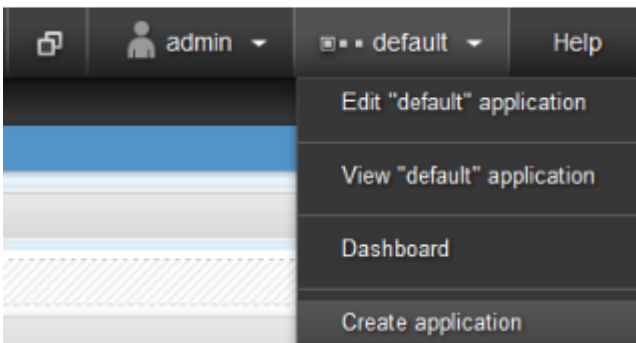 admin default Help
Edit "default" application
View "default" application
Dashboard
Create application